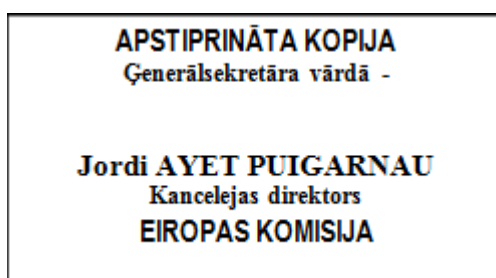 APSTIPRINĀTA KOPIJA
Ģenerālsekretāra vārdā -
Jordi AYET PUIGARNAU
Kancelejas direktors
EIROPAS KOMISIJA